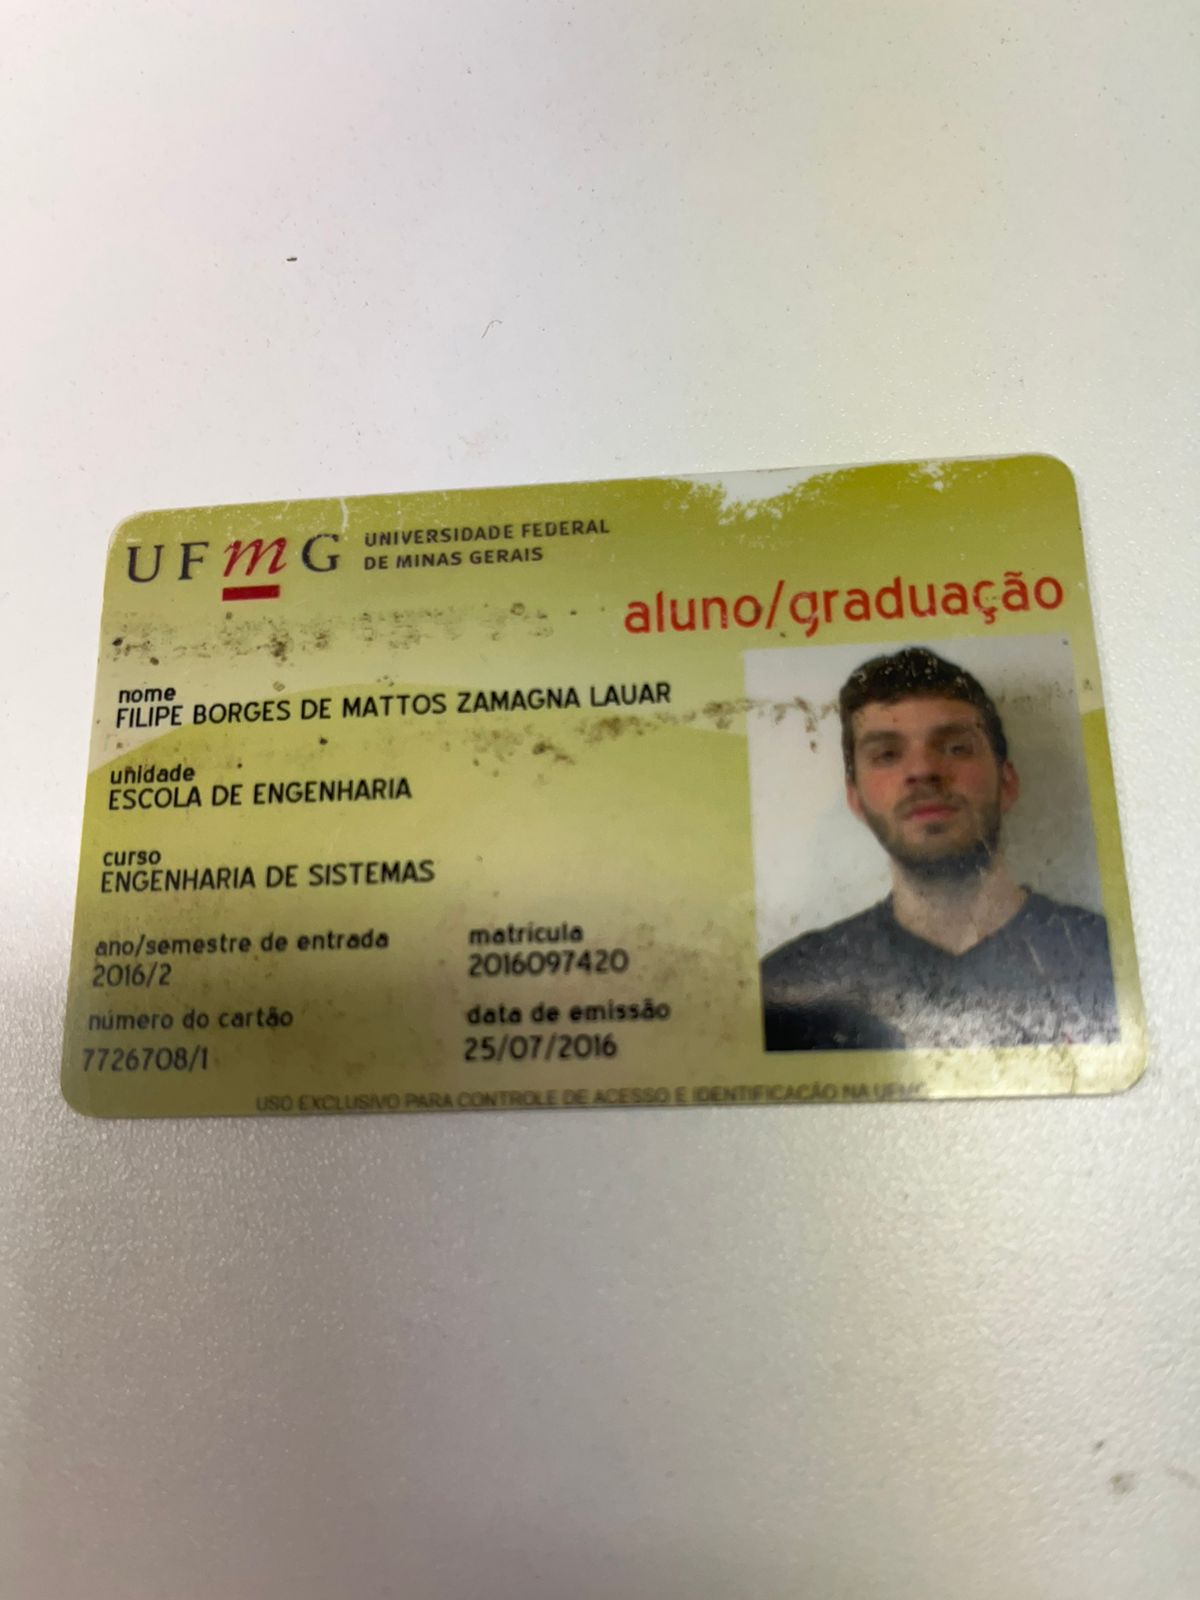 UFmG
UNIVERSIDADE FEDERAL
DE MINAS GERAIS
aluno/graduação
nome
FILIPE BORGES DE MATTOS ZAMAGNA LAUAR
unidade
ESCOLA DE ENGENHARIA
curso
ENGENHARIA DE SISTEMAS
ano/semestre de entrada
2016/2
matrícula
2016097420
número do cartão
7726708/1
data de emissão
25/07/2016
USO EXCLUSIVO PARA CONTROLE DE ACESSO E IDENTIFICAÇÃO NA UFMG